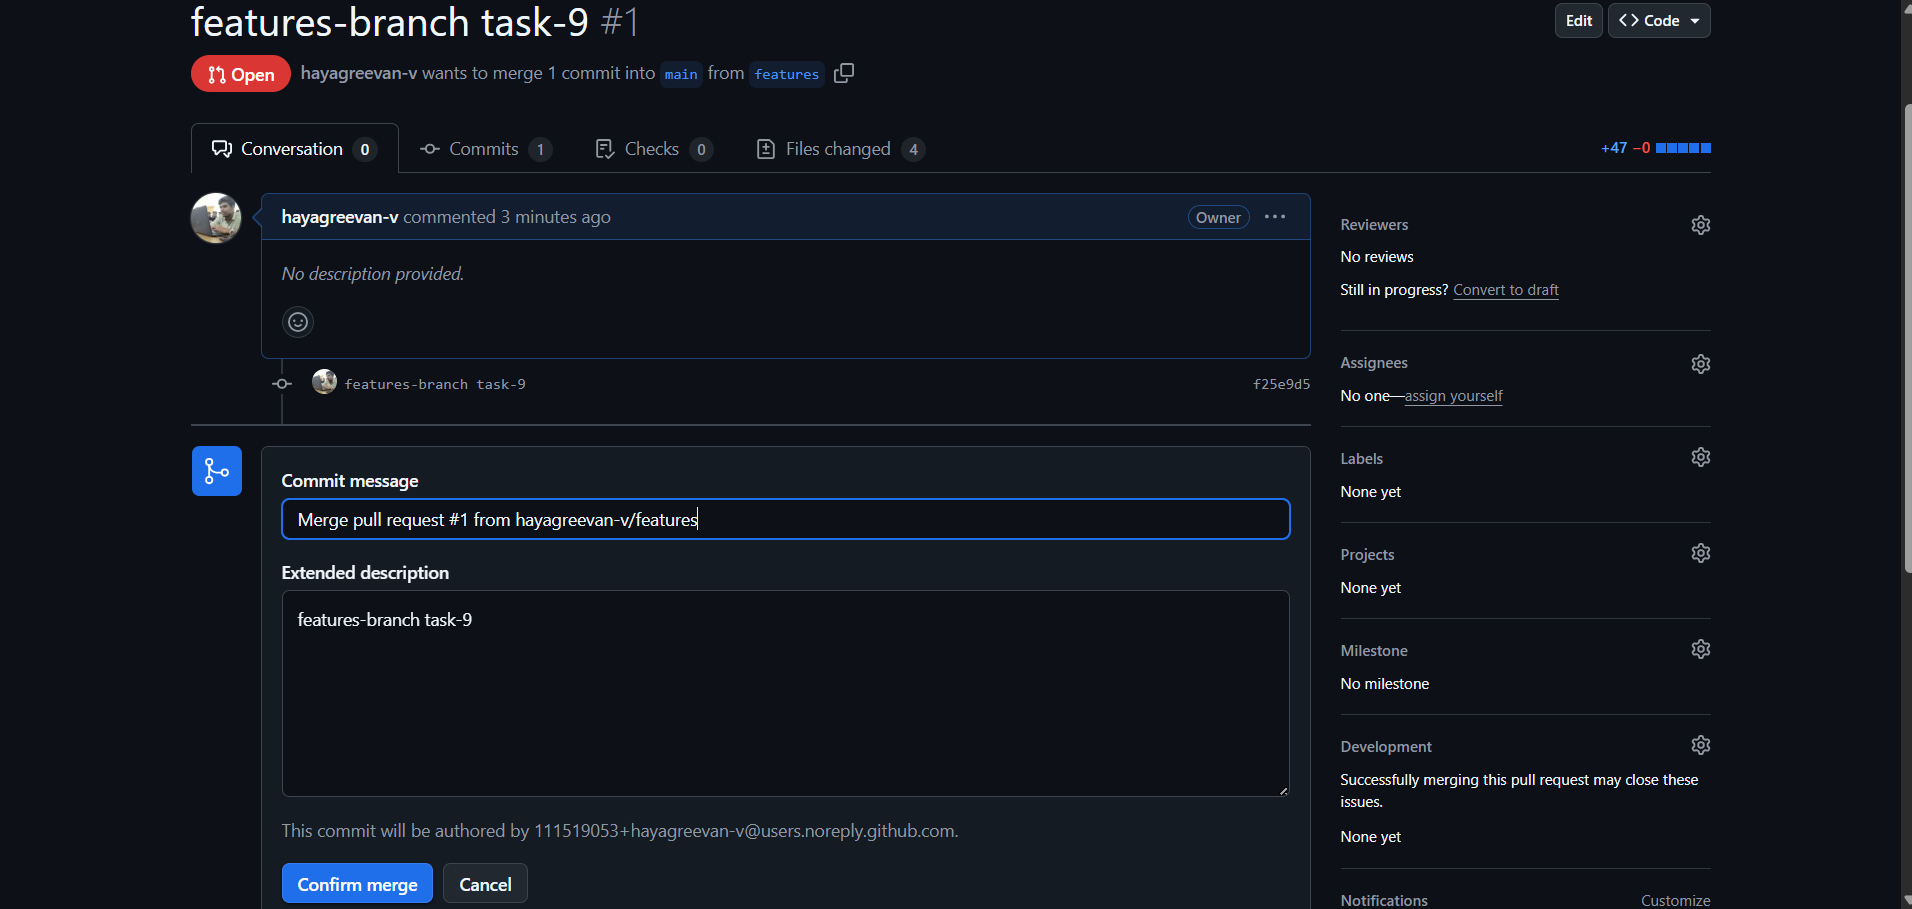 features-branch task-9 #1
Edit
Code
Open
hayagreevan-v wants to merge 1 commit into main from features
Conversation 0
Commits 1
Checks 0
Files changed 4
+47 −0
hayagreevan-v commented 3 minutes ago
Owner
No description provided.
features-branch task-9
f25e9d5
Commit message
Merge pull request #1 from hayagreevan-v/features
Extended description
features-branch task-9
This commit will be authored by 111519053+hayagreevan-v@users.noreply.github.com.
Confirm merge
Cancel
Reviewers
No reviews
Still in progress? Convert to draft
Assignees
No one—assign yourself
Labels
None yet
Projects
None yet
Milestone
No milestone
Development
Successfully merging this pull request may close these
issues.
None yet
Notifications
Customize